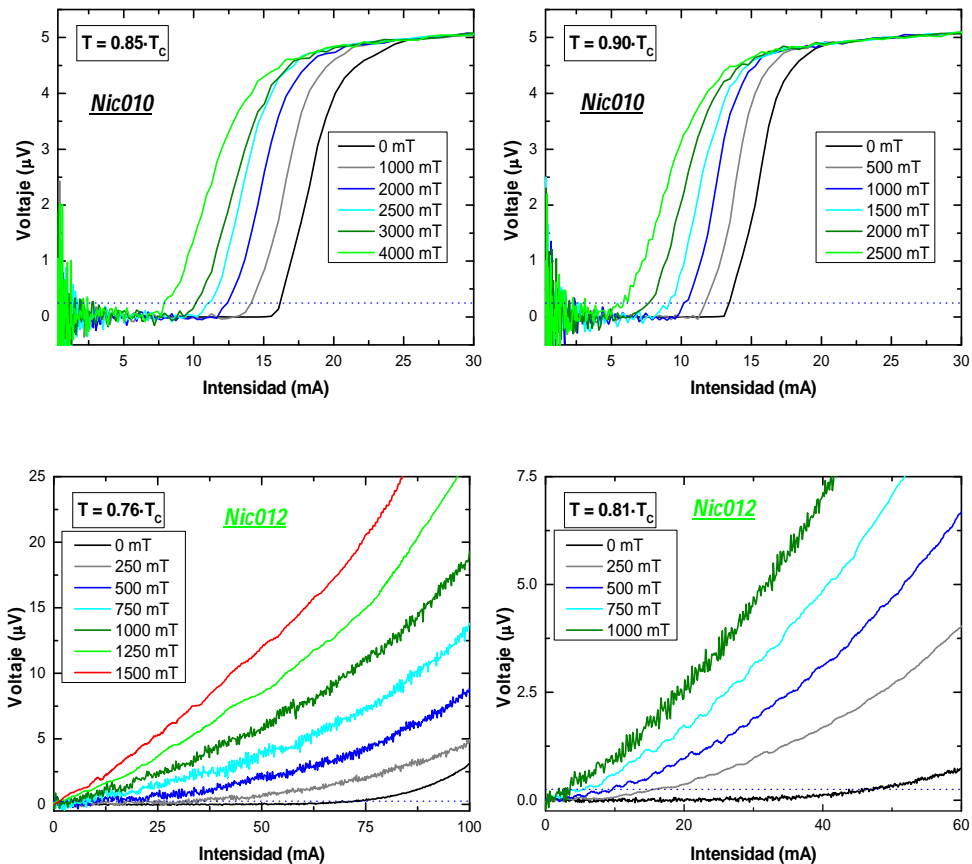 T = 0.85·T_C
Nic010
0 mT
1000 mT
2000 mT
2500 mT
3000 mT
4000 mT
Voltaje (µV)
5
4
3
2
1
0
5 10 15 20 25 30
Intensidad (mA)
T = 0.90·T_C
Nic010
0 mT
500 mT
1000 mT
1500 mT
2000 mT
2500 mT
Voltaje (µV)
5
4
3
2
1
0
5 10 15 20 25 30
Intensidad (mA)
T = 0.76·T_C
Nic012
0 mT
250 mT
500 mT
750 mT
1000 mT
1250 mT
1500 mT
Voltaje (µV)
25
20
15
10
5
0
0 25 50 75 100
Intensidad (mA)
T = 0.81·T_C
Nic012
0 mT
250 mT
500 mT
750 mT
1000 mT
Voltaje (µV)
7.5
5.0
2.5
0.0
0 20 40 60
Intensidad (mA)